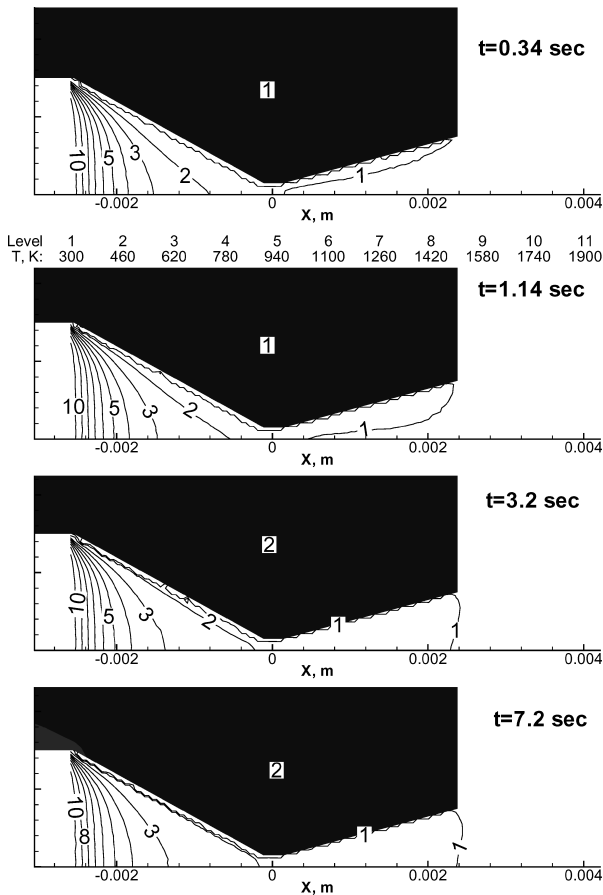 t=0.34 sec
1
10 5 3 2 1
-0.002 0 0.002 0.004
X, m
Level 1 2 3 4 5 6 7 8 9 10 11
T, K: 300 460 620 780 940 1100 1260 1420 1580 1740 1900
t=1.14 sec
1
10 5 3 2 1
-0.002 0 0.002 0.004
X, m
t=3.2 sec
2
10 5 3 2 1 1
-0.002 0 0.002 0.004
X, m
t=7.2 sec
2
10 8 3 1 1
-0.002 0 0.002 0.004
X, m